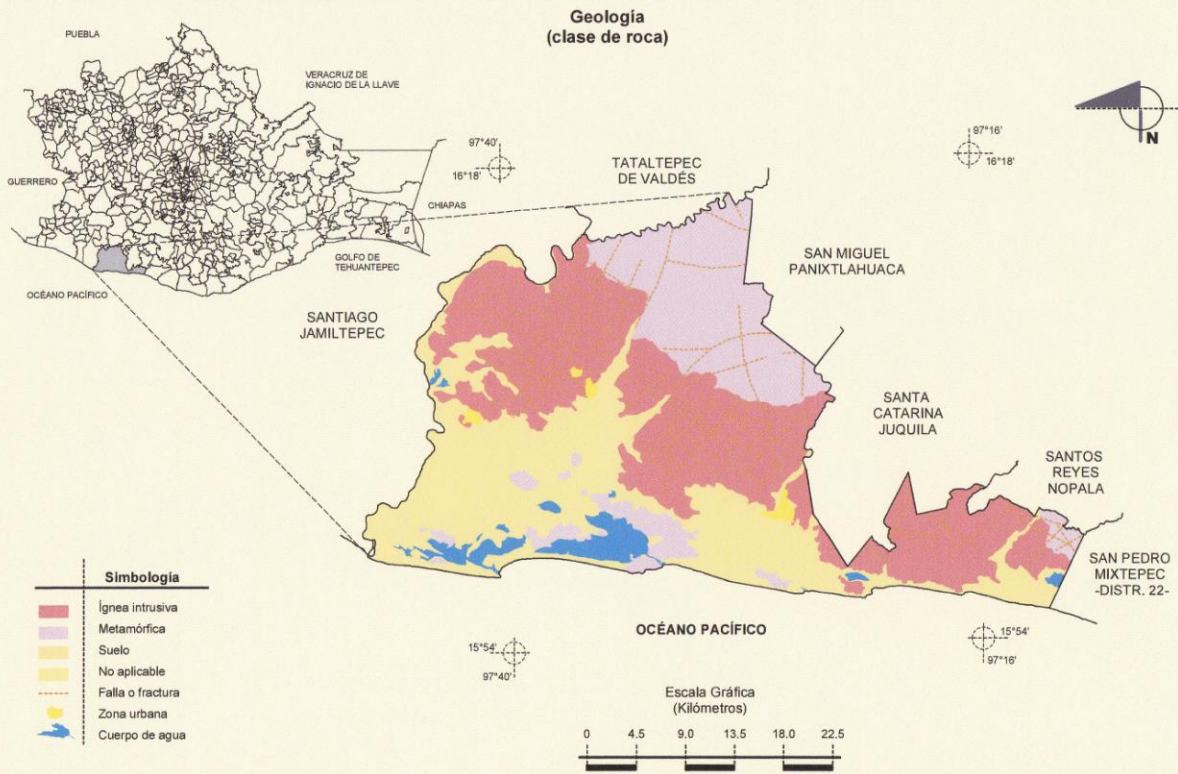 Geología
(clase de roca)
PUEBLA
VERACRUZ DE
IGNACIO DE LA LLAVE
GUERRERO
CHIAPAS
GOLFO DE
TEHUANTEPEC
OCÉANO PACÍFICO
97°40'
16°18'
97°16'
16°18'
N
TATALTEPEC
DE VALDÉS
SAN MIGUEL
PANIXTLAHUACA
SANTIAGO
JAMILTEPEC
SANTA
CATARINA
JUQUILA
SANTOS
REYES
NOPALA
SAN PEDRO
MIXTEPEC
-DISTR. 22-
OCÉANO PACÍFICO
15°54'
97°40'
15°54'
97°16'
Simbología
Ígnea intrusiva
Metamórfica
Suelo
No aplicable
Falla o fractura
Zona urbana
Cuerpo de agua
Escala Gráfica
(Kilómetros)
0 4.5 9.0 13.5 18.0 22.5